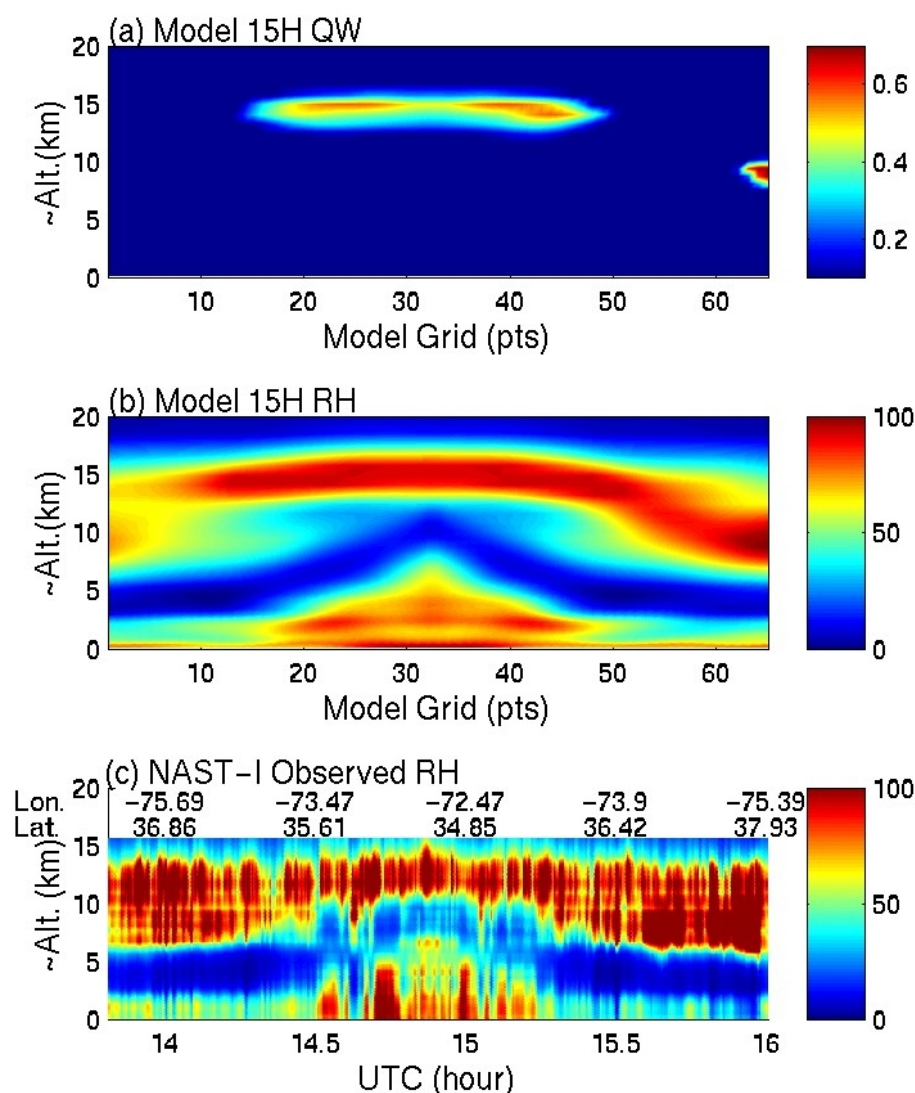 (a) Model 15H QW
20
15
10
5
0
~Alt.(km)
10 20 30 40 50 60
Model Grid (pts)
0.6
0.4
0.2
(b) Model 15H RH
20
15
10
5
0
~Alt.(km)
10 20 30 40 50 60
Model Grid (pts)
100
50
0
(c) NAST-I Observed RH
20
Lon. -75.69 -73.47 -72.47 -73.9 -75.39
Lat. 36.86 35.61 34.85 36.42 37.93
15
10
5
0
~Alt. (km)
14 14.5 15 15.5 16
UTC (hour)
100
50
0